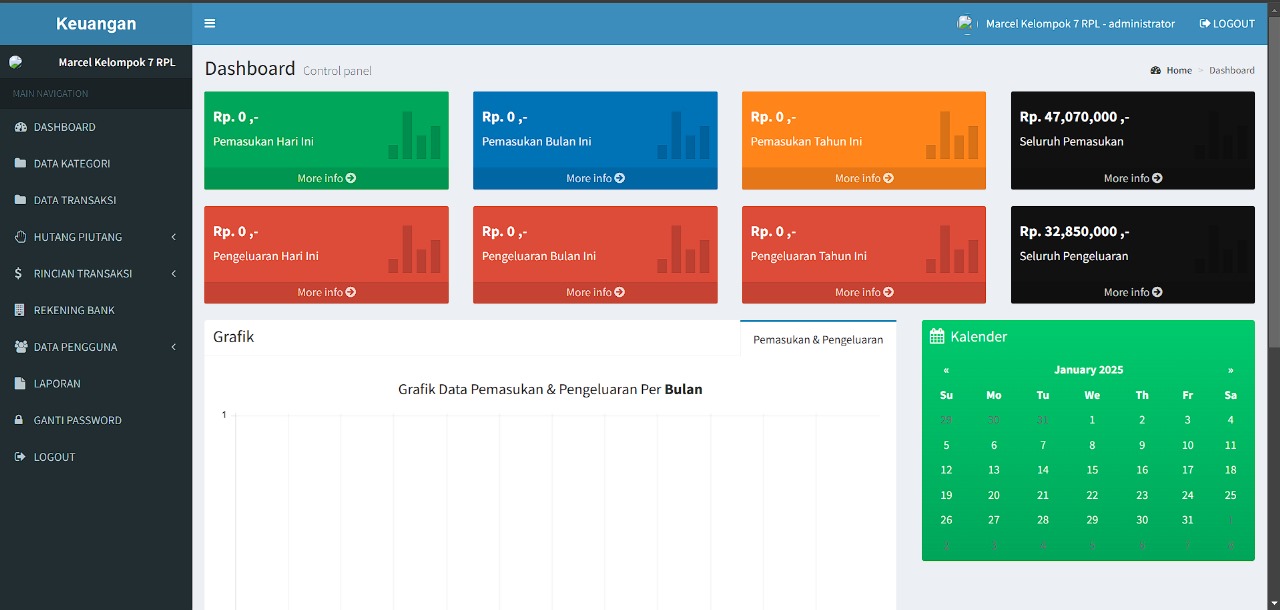 Keuangan
Marcel Kelompok 7 RPL - administrator
LOGOUT
Marcel Kelompok 7 RPL
MAIN NAVIGATION
DASHBOARD
DATA KATEGORI
DATA TRANSAKSI
HUTANG PIUTANG
RINCIAN TRANSAKSI
REKENING BANK
DATA PENGGUNA
LAPORAN
GANTI PASSWORD
LOGOUT
Dashboard Control panel
Home > Dashboard
Rp. 0 ,-
Pemasukan Hari Ini
More info
Rp. 0 ,-
Pemasukan Bulan Ini
More info
Rp. 0 ,-
Pemasukan Tahun Ini
More info
Rp. 47,070,000 ,-
Seluruh Pemasukan
More info
Rp. 0 ,-
Pengeluaran Hari Ini
More info
Rp. 0 ,-
Pengeluaran Bulan Ini
More info
Rp. 0 ,-
Pengeluaran Tahun Ini
More info
Rp. 32,850,000 ,-
Seluruh Pengeluaran
More info
Grafik
Pemasukan & Pengeluaran
Grafik Data Pemasukan & Pengeluaran Per Bulan
1
Kalender
« January 2025 »
Su Mo Tu We Th Fr Sa
29 30 31 1 2 3 4
5 6 7 8 9 10 11
12 13 14 15 16 17 18
19 20 21 22 23 24 25
26 27 28 29 30 31 1
2 3 4 5 6 7 8